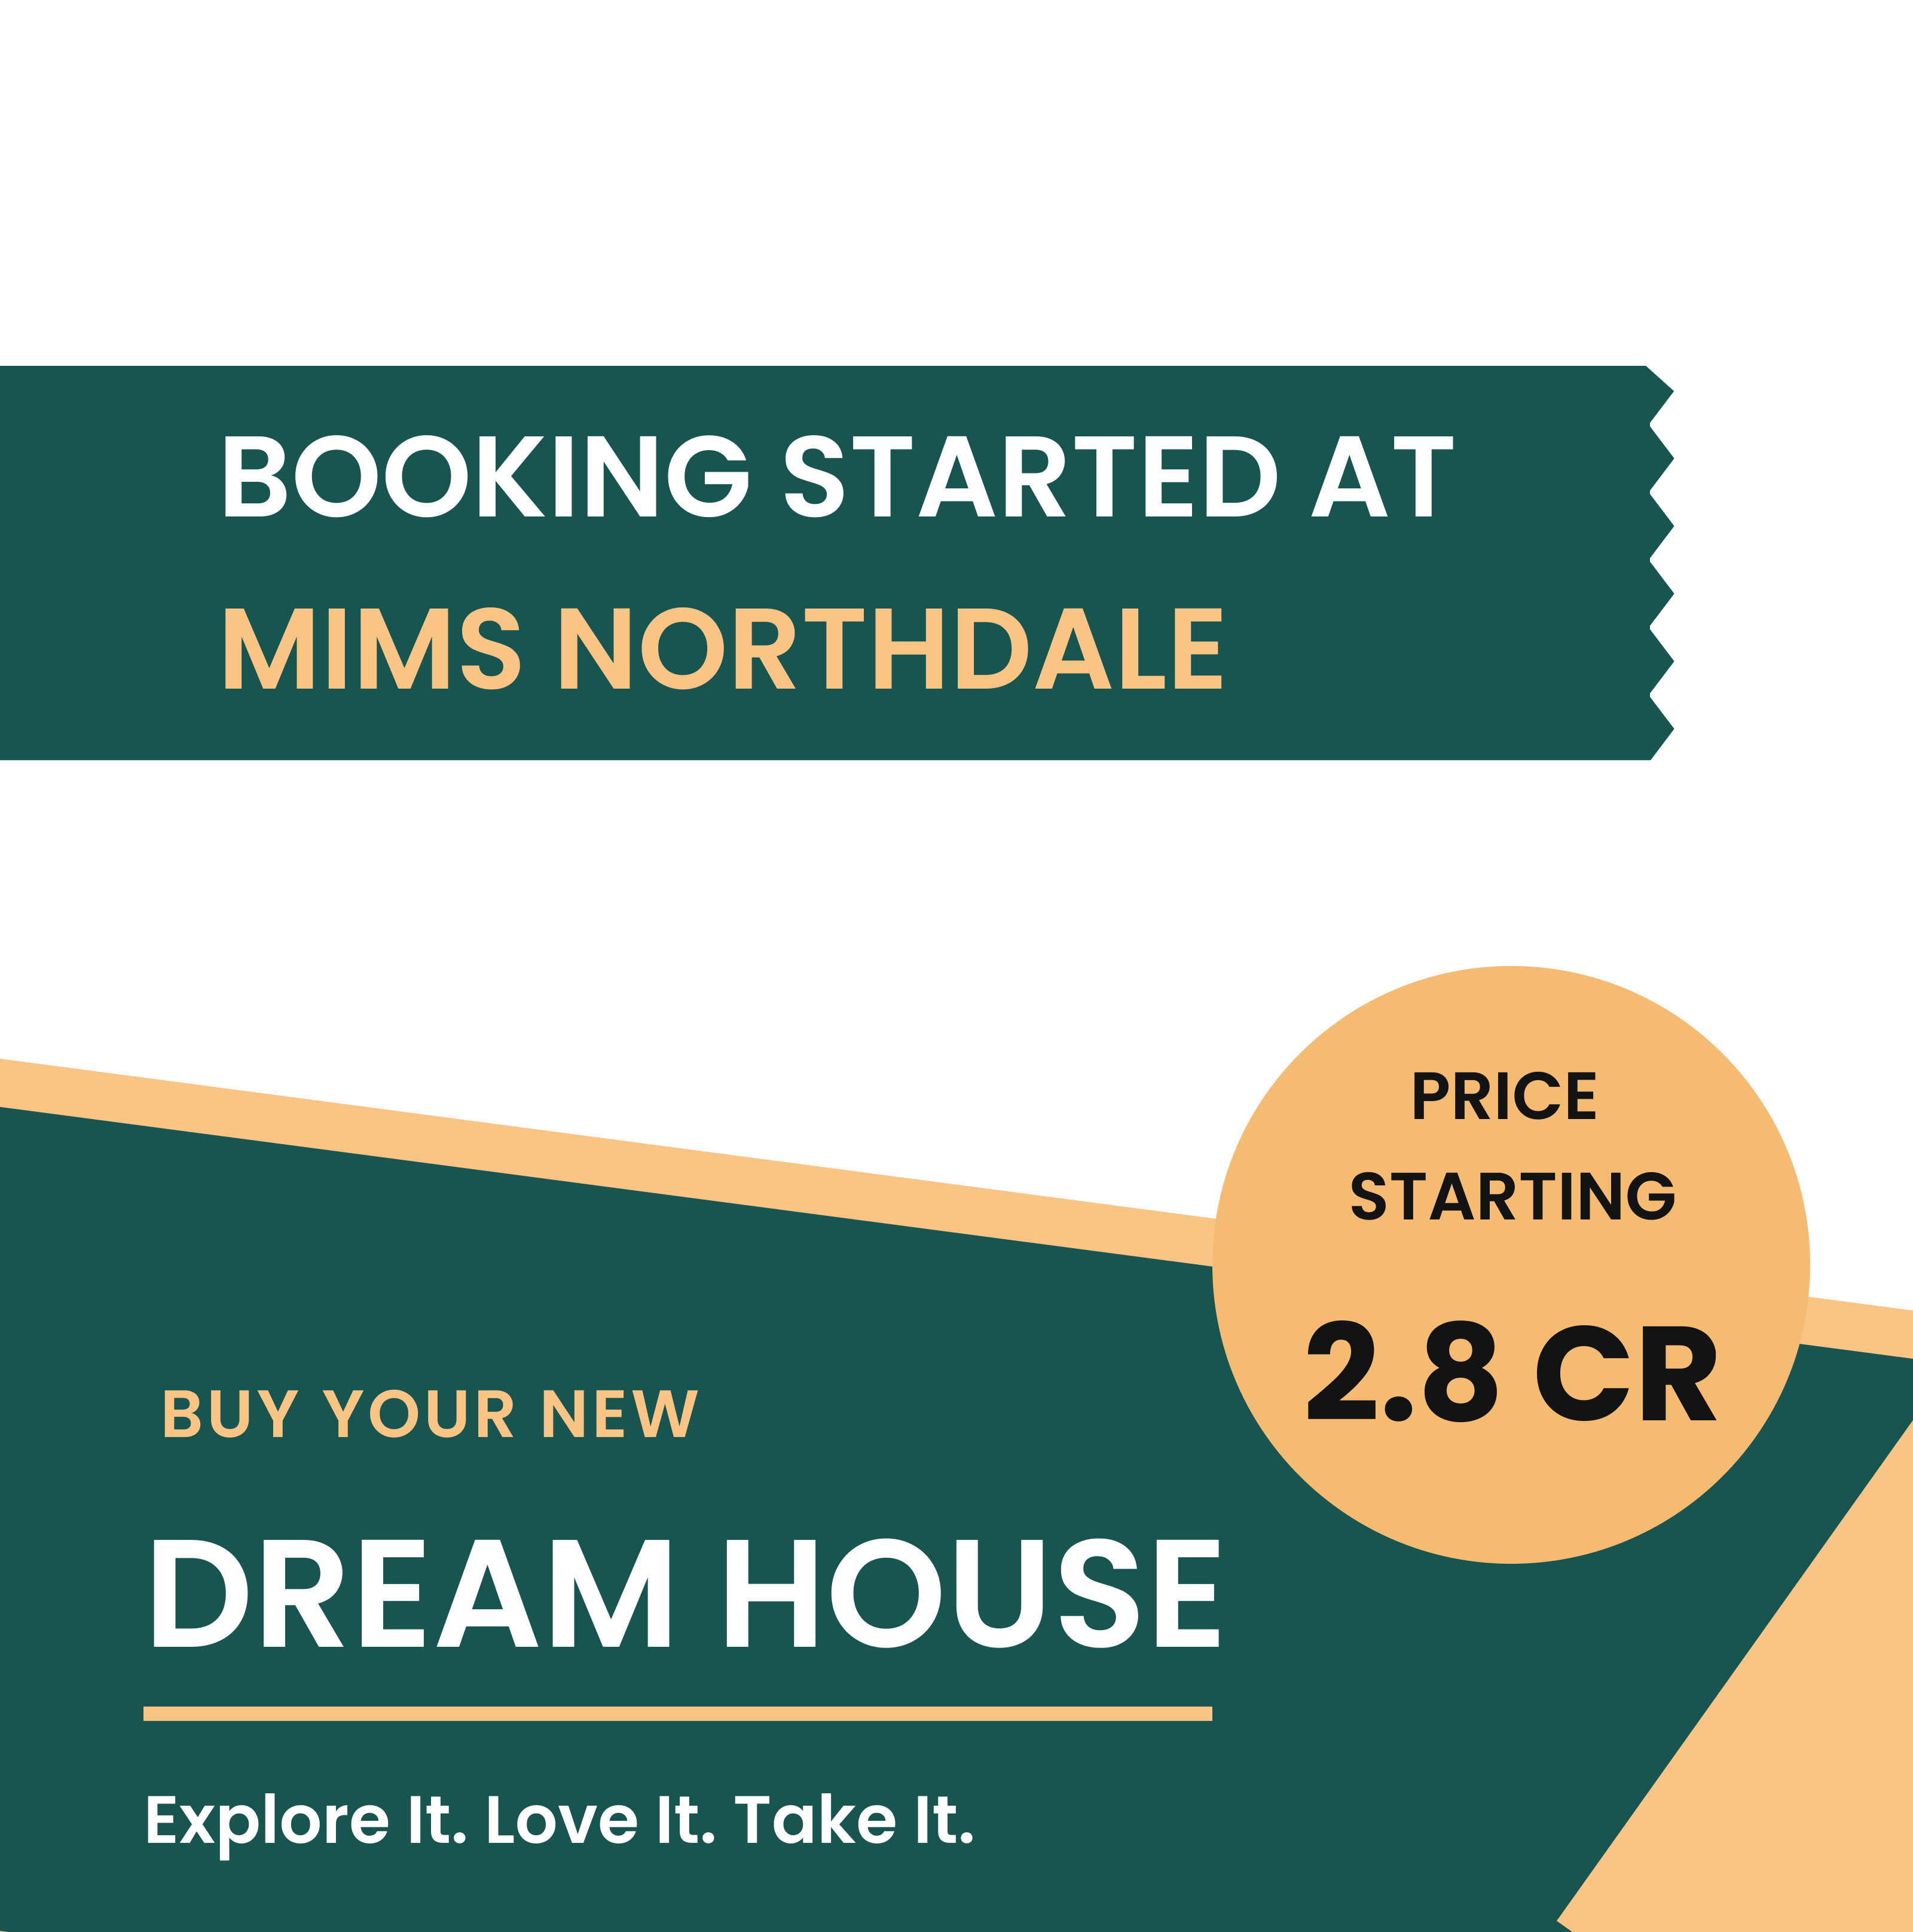 BOOKING STARTED AT
MIMS NORTHDALE
PRICE
STARTING
2.8 CR
BUY YOUR NEW
DREAM HOUSE
Explore It. Love It. Take It.